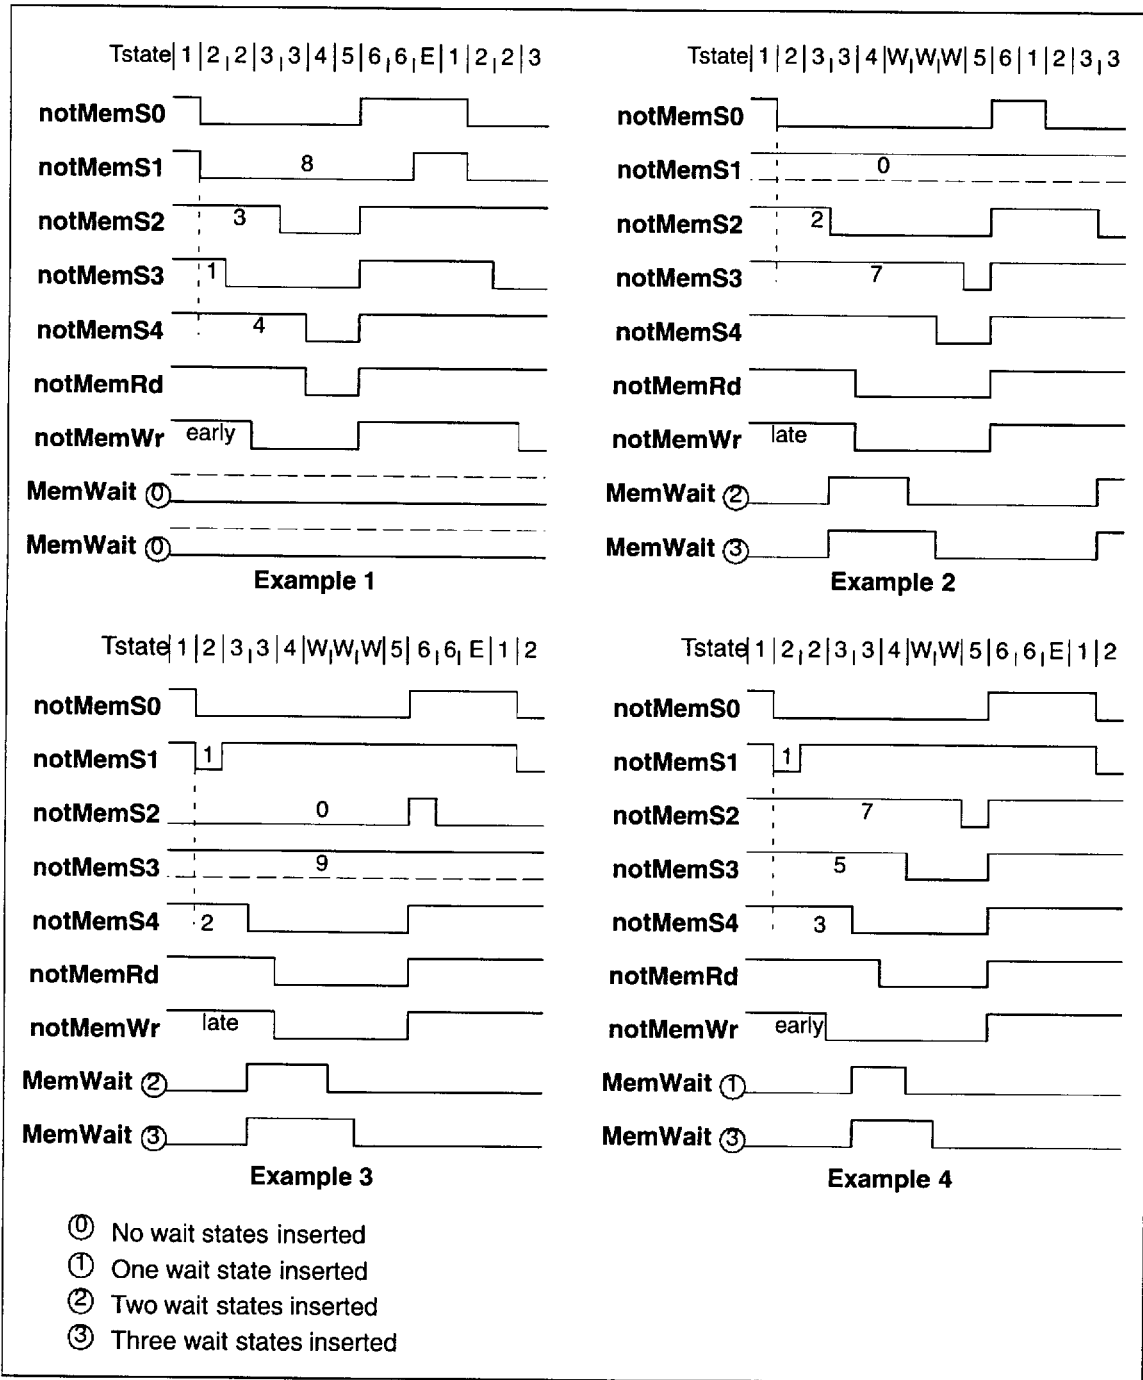 Tstate|1|2|2|3|3|4|5|6|6|E|1|2|2|3
notMemS0
notMemS1 8
notMemS2 3
notMemS3 1
notMemS4 4
notMemRd
notMemWr early
MemWait ⓪
MemWait ⓪
Example 1
Tstate|1|2|3|3|4|W|W|W|5|6|1|2|3|3
notMemS0
notMemS1 0
notMemS2 2
notMemS3 7
notMemS4
notMemRd
notMemWr late
MemWait ②
MemWait ③
Example 2
Tstate|1|2|3|3|4|W|W|W|5|6|6|E|1|2
notMemS0
notMemS1 1
notMemS2 0
notMemS3 9
notMemS4 2
notMemRd
notMemWr late
MemWait ②
MemWait ③
Example 3
Tstate|1|2|2|3|3|4|W|W|5|6|6|E|1|2
notMemS0
notMemS1 1
notMemS2 7
notMemS3 5
notMemS4 3
notMemRd
notMemWr early
MemWait ①
MemWait ③
Example 4
⓪ No wait states inserted
① One wait state inserted
② Two wait states inserted
③ Three wait states inserted